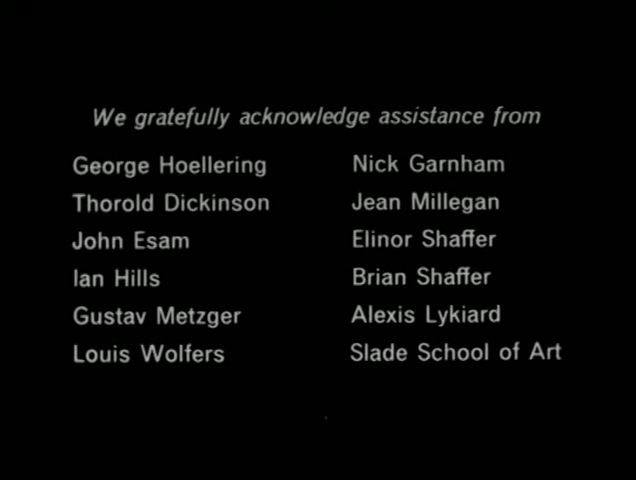 We gratefully acknowledge assistance from
George Hoellering
Thorold Dickinson
John Esam
Ian Hills
Gustav Metzger
Louis Wolfers
Nick Garnham
Jean Millegan
Elinor Shaffer
Brian Shaffer
Alexis Lykiard
Slade School of Art